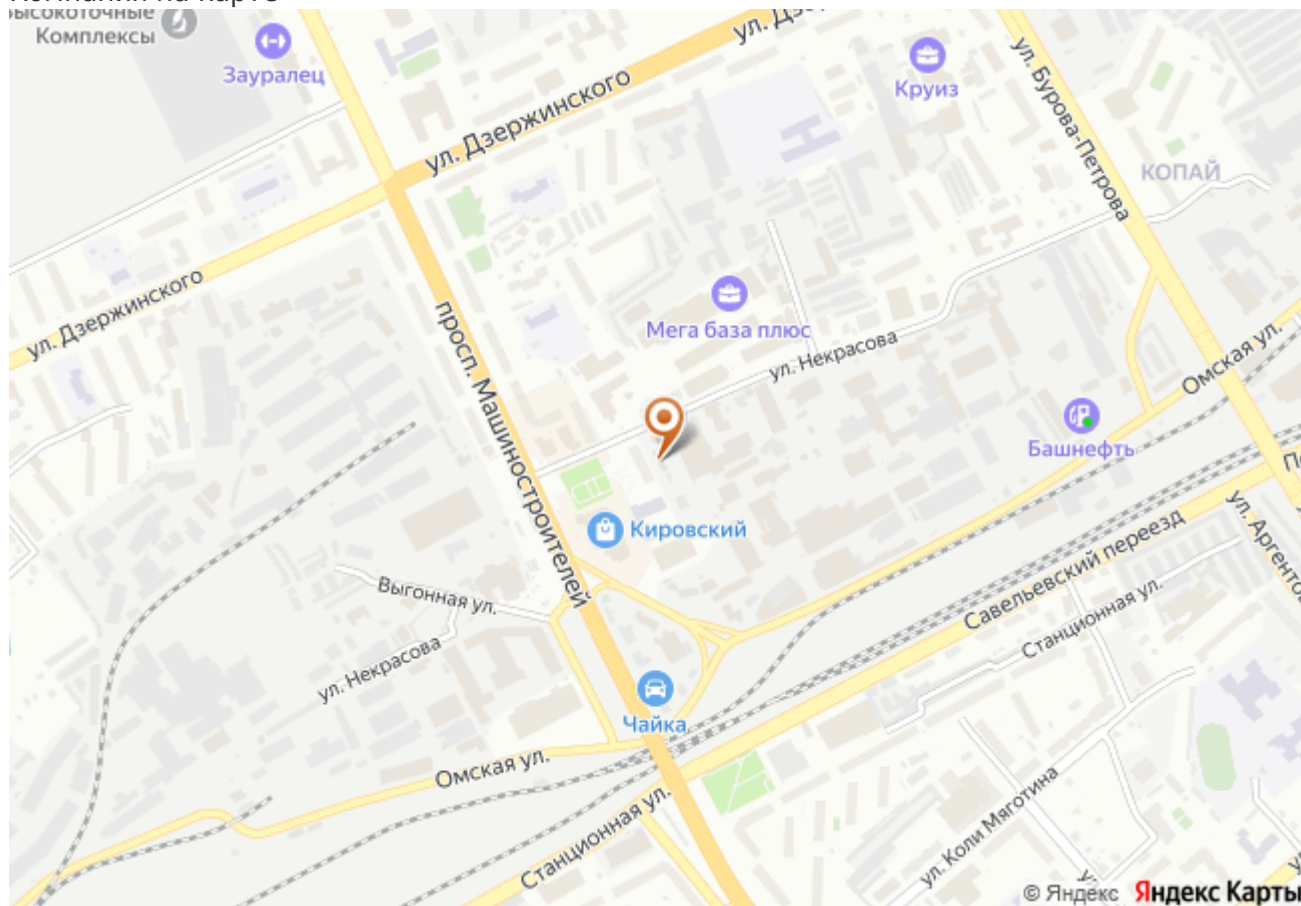 Высокоточные
Комплексы
Зауралец
ул. Дзержинского
Круиз
ул. Бурова-Петрова
КОПАЙ
ул. Дзержинского
просп. Машиностроителей
Мега база плюс
ул. Некрасова
Омская ул.
Башнефть
Кировский
Савельевский переезд
Выгонная ул.
ул. Некрасова
Станционная ул.
Чайка
Омская ул.
Станционная ул.
ул. Коли Мяготина
© Яндекс Яндекс Карты